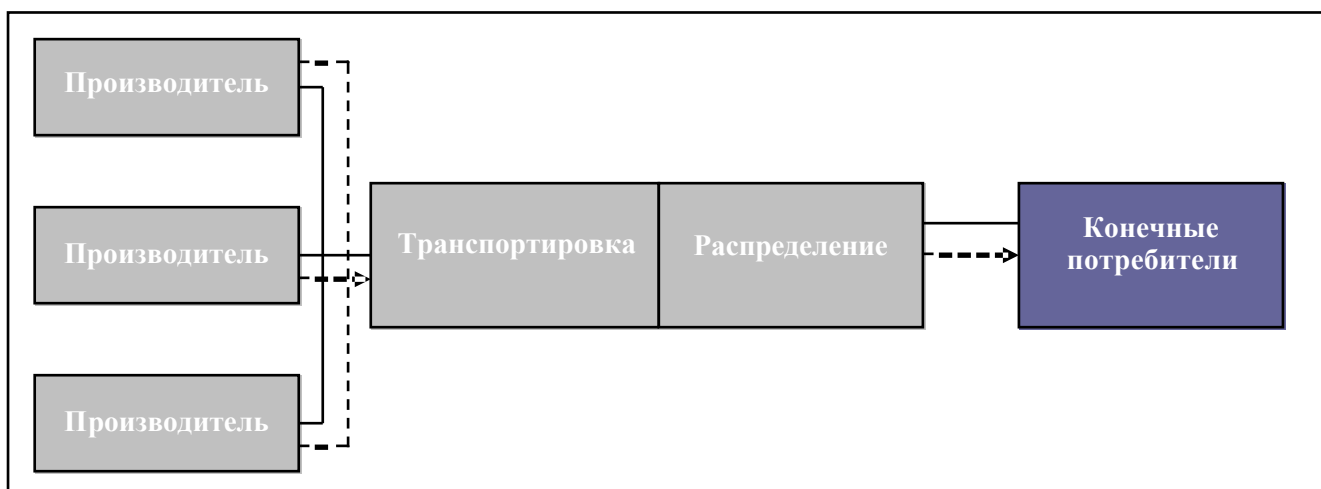 Производитель
Производитель
Транспортировка
Распределение
Конечные
потребители
Производитель